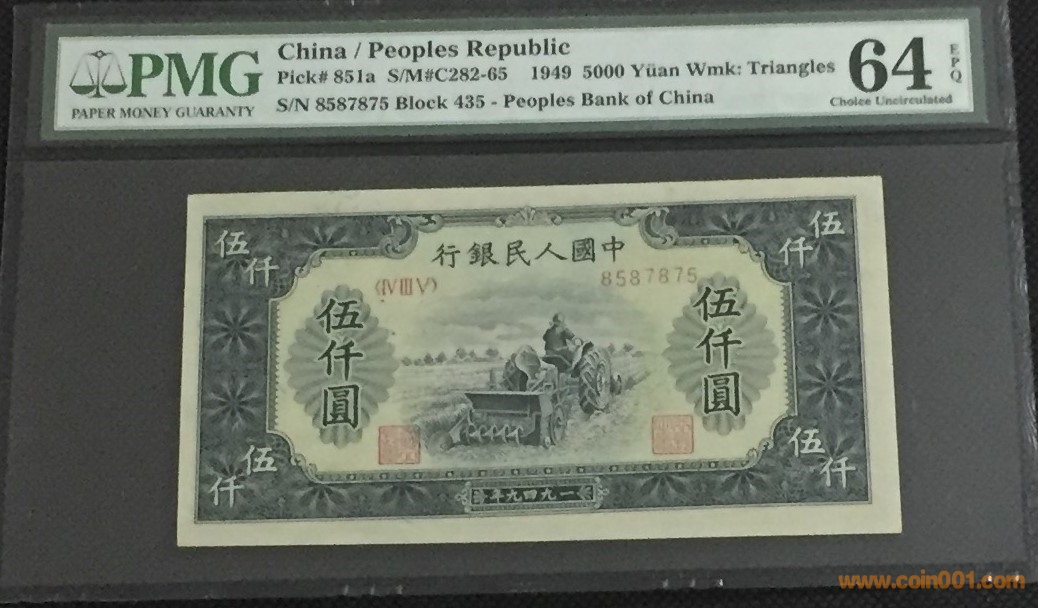 PMG
PAPER MONEY GUARANTY
China / Peoples Republic
Pick# 851a S/M#C282-65 1949 5000 Yüan Wmk: Triangles
S/N 8587875 Block 435 - Peoples Bank of China
64
EPQ
Choice Uncirculated
行銀民人國中
(ⅣⅢⅤ)
8587875
伍仟
伍仟
伍仟圓
伍仟圓
伍仟
伍仟
年九四九一
www.coin001.com